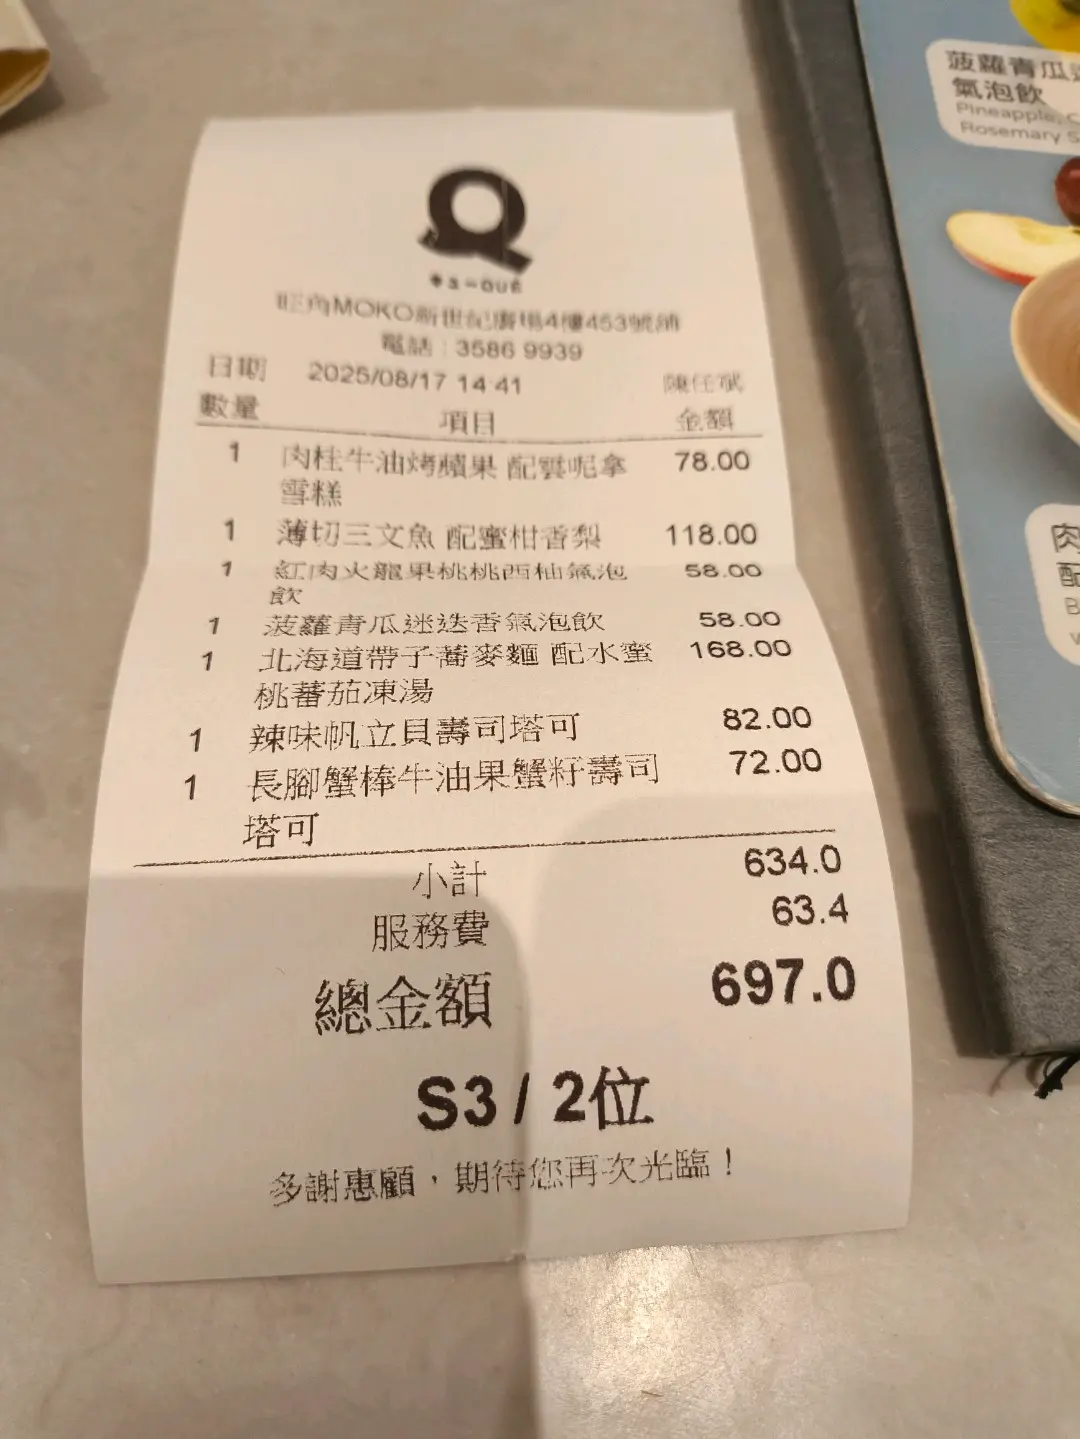 Q
旺角MOKO新世紀廣場4樓453號舖
電話：3586 9939
日期 2025/08/17 14:41 陳任斌
數量 項目 金額
1 肉桂牛油烤蘋果 配雲呢拿 78.00
雪糕
1 薄切三文魚 配蜜柑香梨 118.00
1 紅肉火龍果桃桃西柚氣泡 58.00
飲
1 菠蘿青瓜迷迭香氣泡飲 58.00
1 北海道帶子蕎麥麵 配水蜜 168.00
桃蕃茄凍湯
1 辣味帆立貝壽司塔可 82.00
1 長腳蟹棒牛油果蟹籽壽司 72.00
塔可
小計 634.0
服務費 63.4
總金額 697.0
S3 / 2位
多謝惠顧，期待您再次光臨！
菠蘿青瓜
氣泡飲
Pineapple,
Rosemary
肉
配